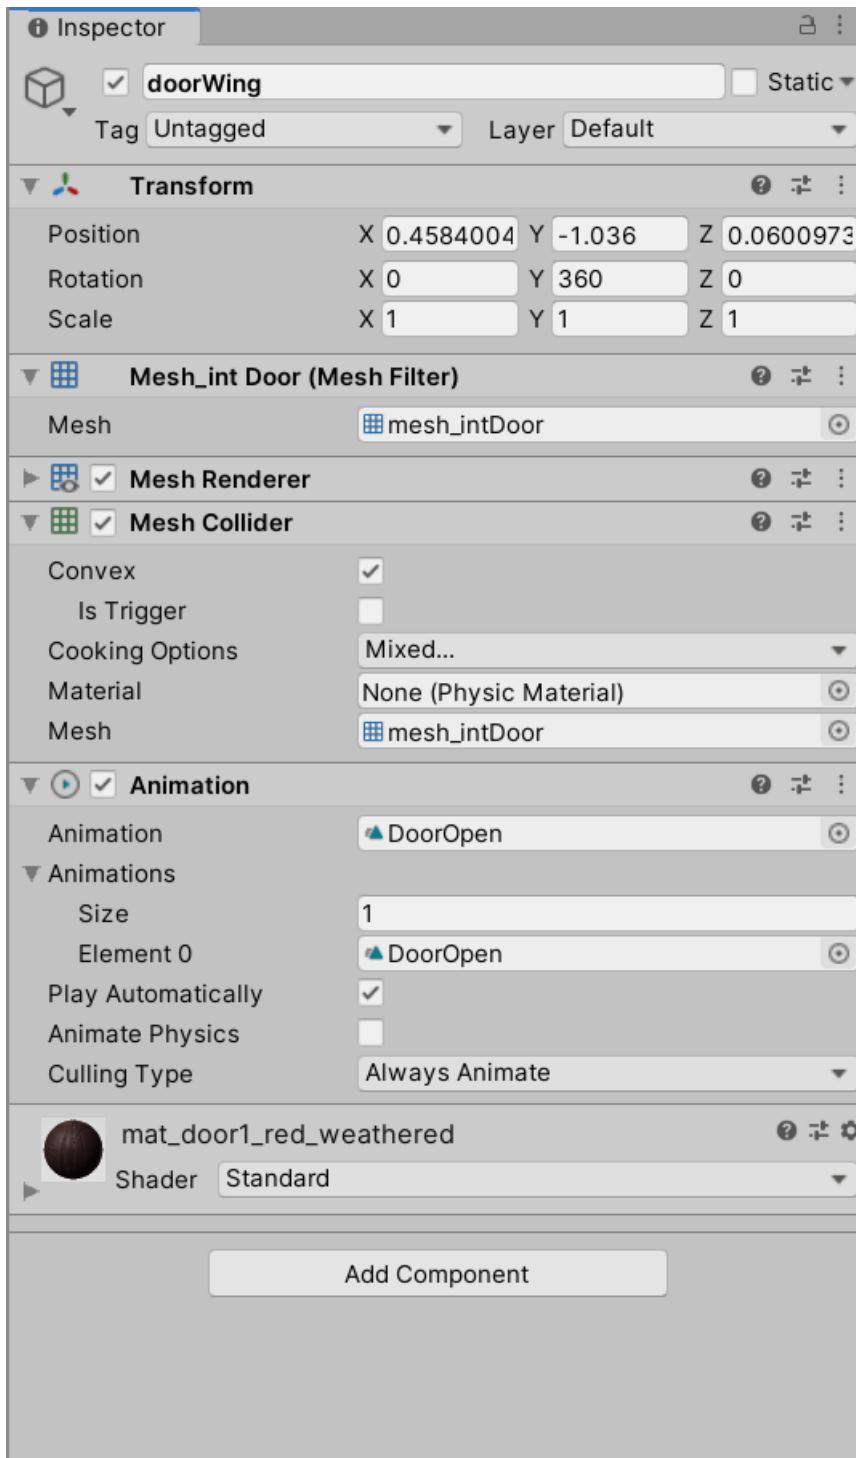 Inspector
doorWing Static
Tag Untagged Layer Default
Transform
Position X 0.4584004 Y -1.036 Z 0.0600973
Rotation X 0 Y 360 Z 0
Scale X 1 Y 1 Z 1
Mesh_int Door (Mesh Filter)
Mesh mesh_intDoor
Mesh Renderer
Mesh Collider
Convex
Is Trigger
Cooking Options Mixed...
Material None (Physic Material)
Mesh mesh_intDoor
Animation
Animation DoorOpen
Animations
Size 1
Element 0 DoorOpen
Play Automatically
Animate Physics
Culling Type Always Animate
mat_door1_red_weathered
Shader Standard
Add Component